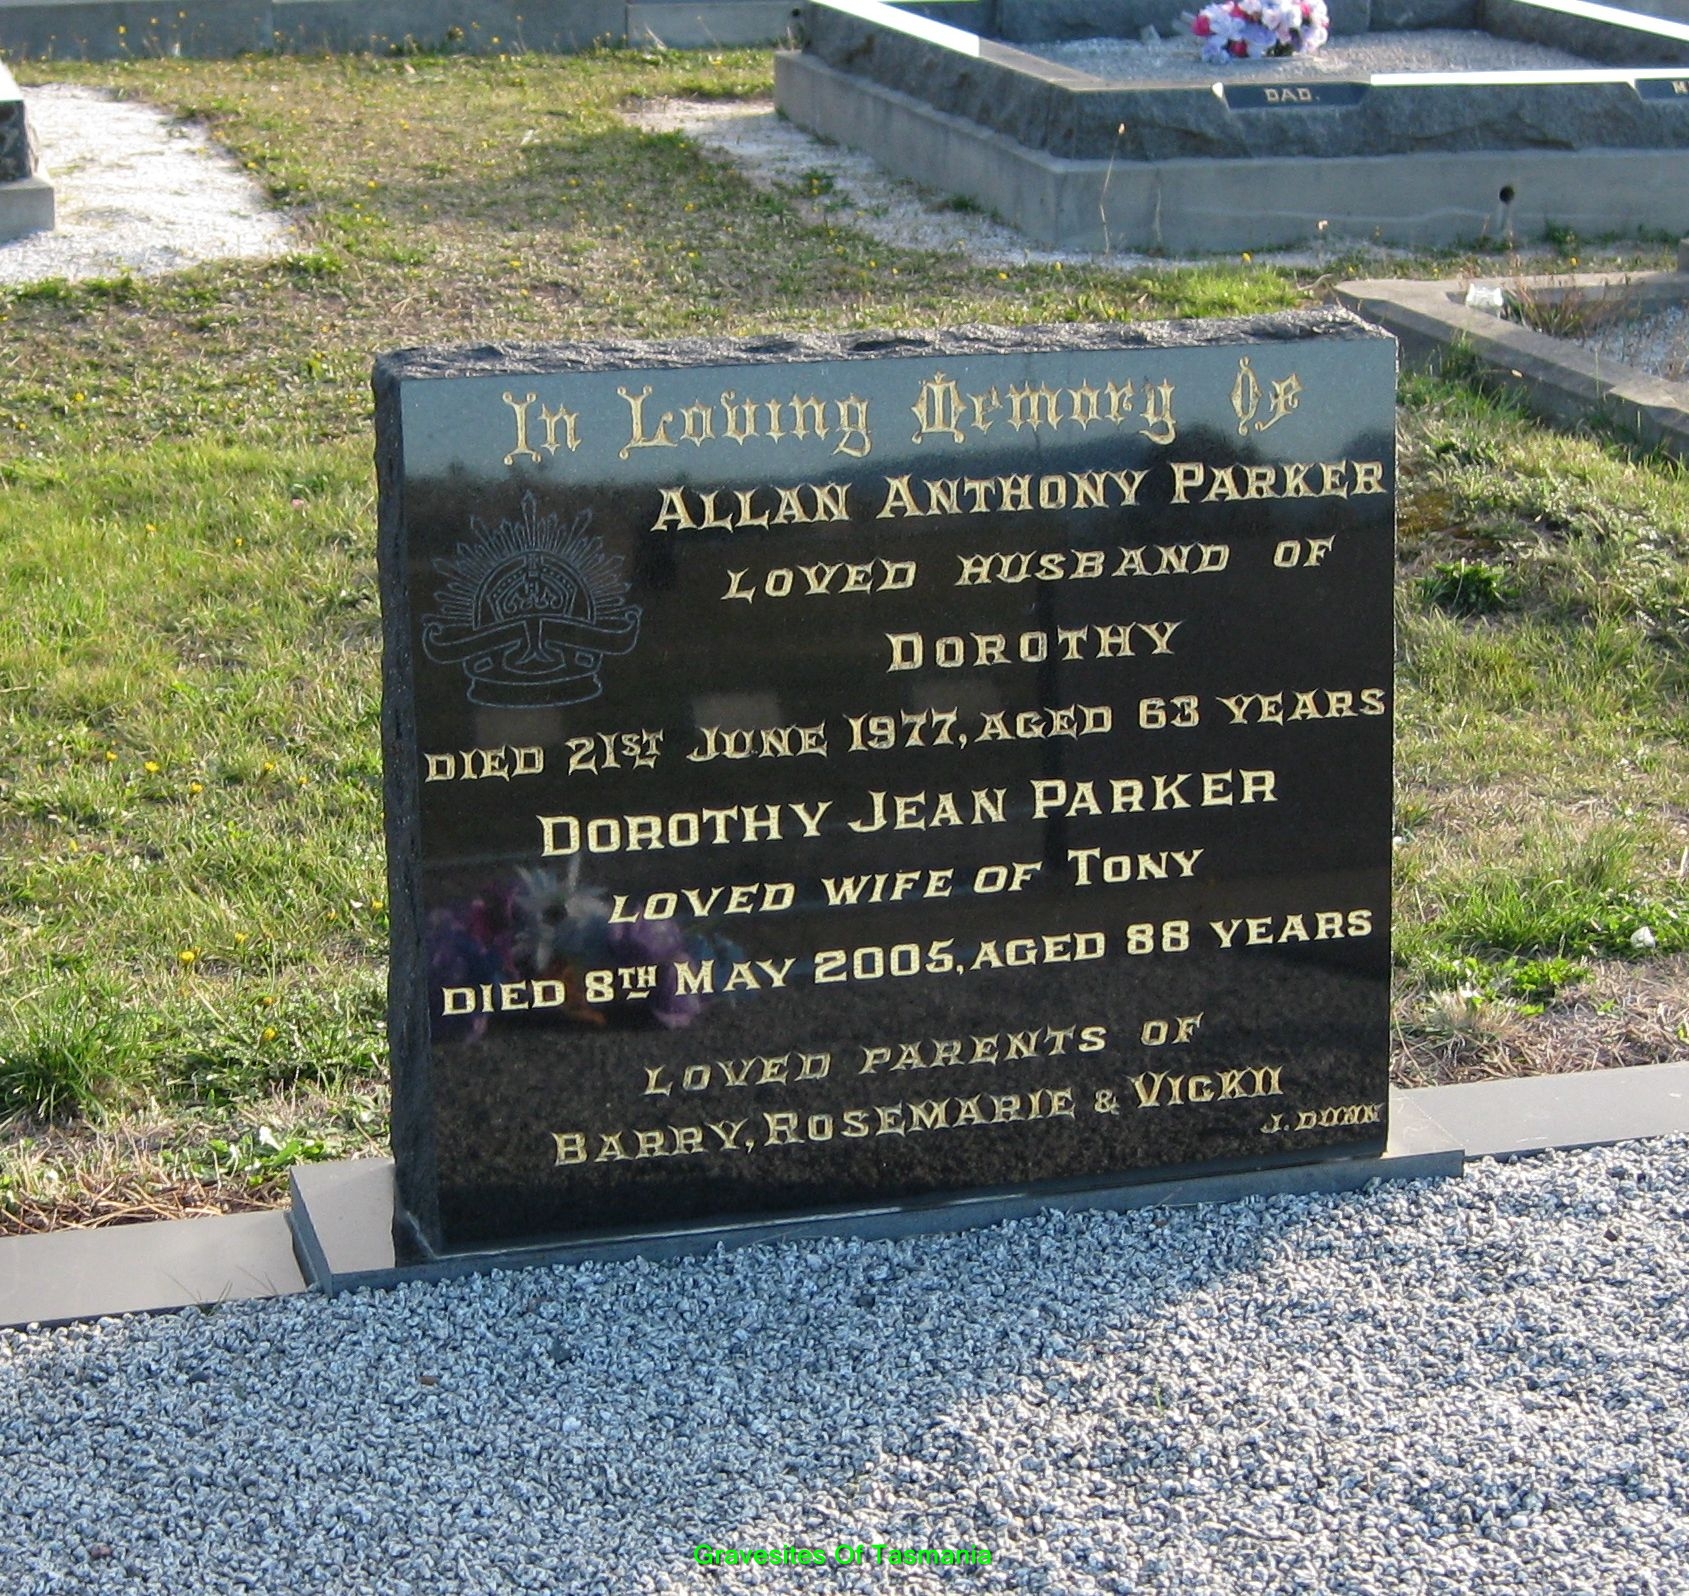 DAD.
In Loving Memory Of
ALLAN ANTHONY PARKER
LOVED HUSBAND OF
DOROTHY
DIED 21ST JUNE 1977, AGED 63 YEARS
DOROTHY JEAN PARKER
LOVED WIFE OF TONY
DIED 8TH MAY 2005, AGED 88 YEARS
LOVED PARENTS OF
BARRY, ROSEMARIE & VICKII
J. DUNN
Gravesites Of Tasmania